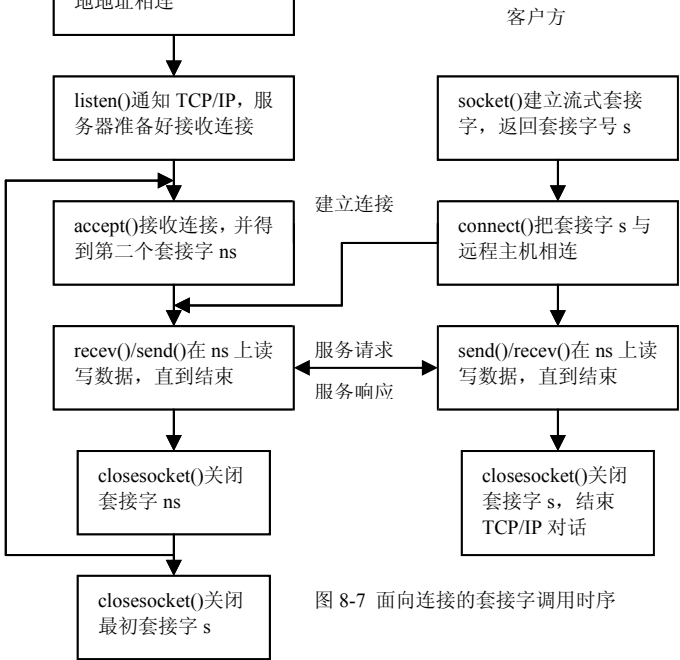 地地址相连
客户方
listen()通知 TCP/IP，服
务器准备好接收连接
socket()建立流式套接
字，返回套接字号 s
accept()接收连接，并得
到第二个套接字 ns
建立连接
connect()把套接字 s 与
远程主机相连
recev()/send()在 ns 上读
写数据，直到结束
服务请求
服务响应
send()/recev()在 ns 上读
写数据，直到结束
closesocket()关闭
套接字 ns
closesocket()关闭
套接字 s，结束
TCP/IP 对话
closesocket()关闭
最初套接字 s
图 8-7 面向连接的套接字调用时序